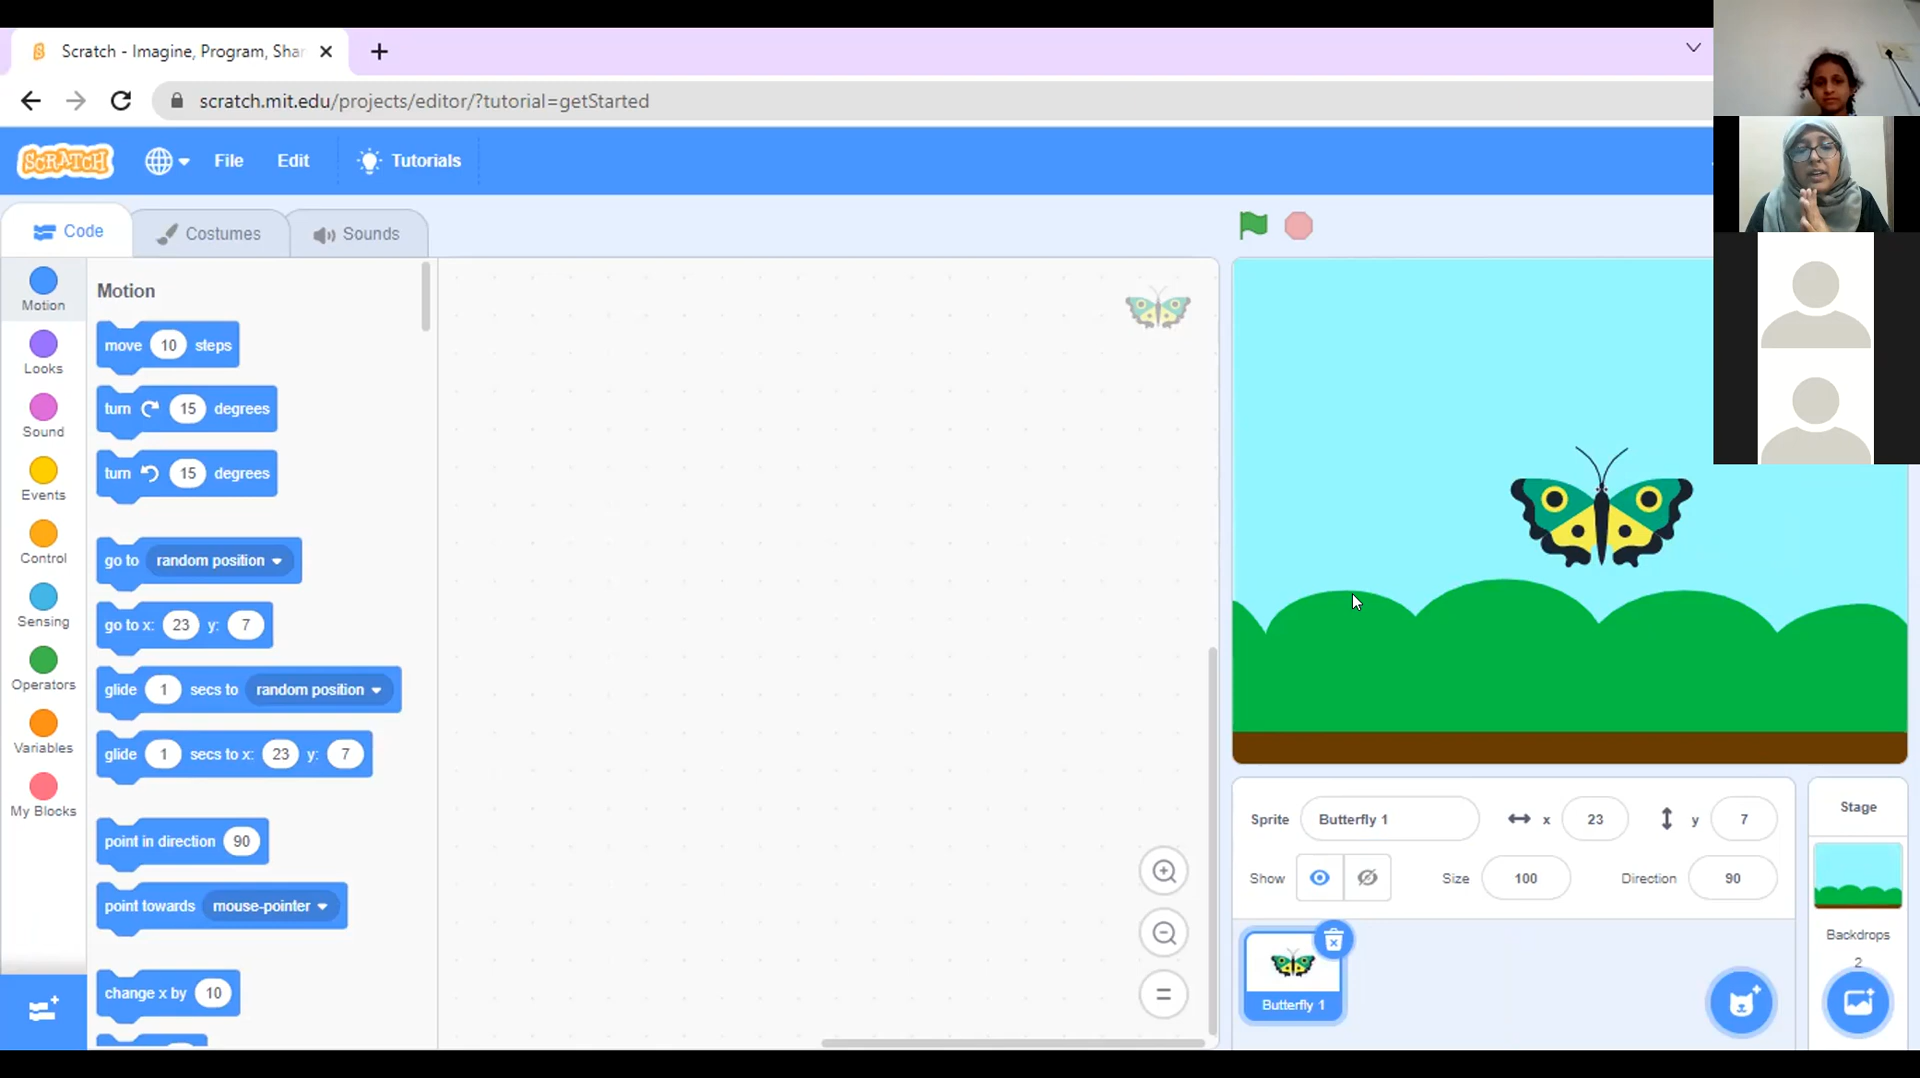 Scratch - Imagine, Program, Shar
scratch.mit.edu/projects/editor/?tutorial=getStarted
SCRATCH
File
Edit
Tutorials
Code
Costumes
Sounds
Motion
Looks
Sound
Events
Control
Sensing
Operators
Variables
My Blocks
Motion
move 10 steps
turn 15 degrees
turn 15 degrees
go to random position
go to x: 23 y: 7
glide 1 secs to random position
glide 1 secs to x: 23 y: 7
point in direction 90
point towards mouse-pointer
change x by 10
Sprite Butterfly 1 x 23 y 7
Show Size 100 Direction 90
Butterfly 1
Stage
Backdrops
2